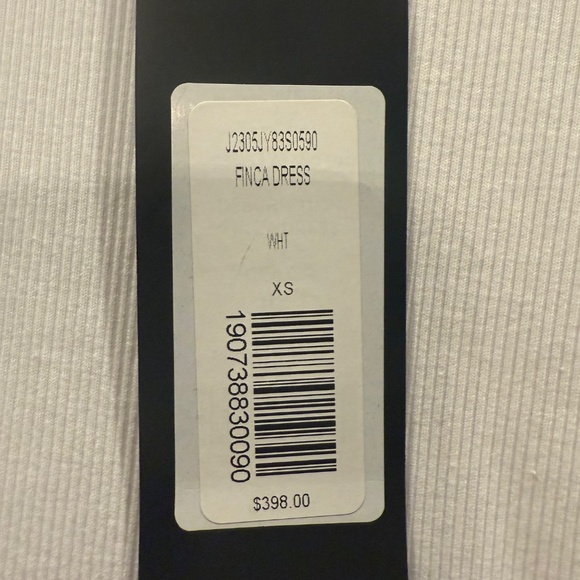 J2305JY83S0590
FINCA DRESS
WHT
XS
190738830090
$398.00